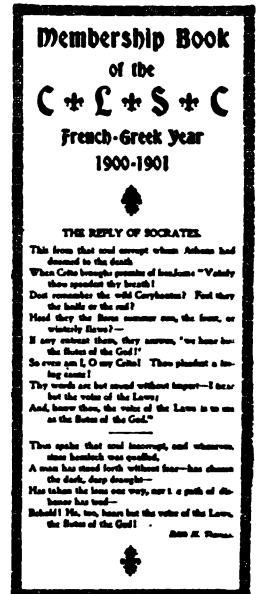 Membership Book
of the
C L S C
French-Greek Year
1900-1901
THE REPLY OF SOCRATES.
This from that soul corrupt whom Athens had
doomed to the death
When Crito brought promise of freedom: "Vainly
thou spendest thy breath!
Dost remember the wild Corybantes? Feel they
the knife or the rod?
Heed they the fierce summer sun, the frost, or
winterly flaws?—
If any entreat them, they answer, 'we hear but
the flutes of the God!'
So even am I, O my Crito! Thou pleadest a
losing cause!
Thy words are but sound without import—I hear
but the voice of the Laws;
And, know thou, the voice of the Laws is to me
as the flutes of the God."
Thus spake that soul incorrupt, and whenever,
since hemlock was quaffed,
A man has stood forth without fear—has chosen
the dark, deep draught—
Has taken the lone one way, nor the path of dis-
honor has trod—
Behold! He, too, hears but the voice of the Laws,
the flutes of the God!
Edith M. Thomas.